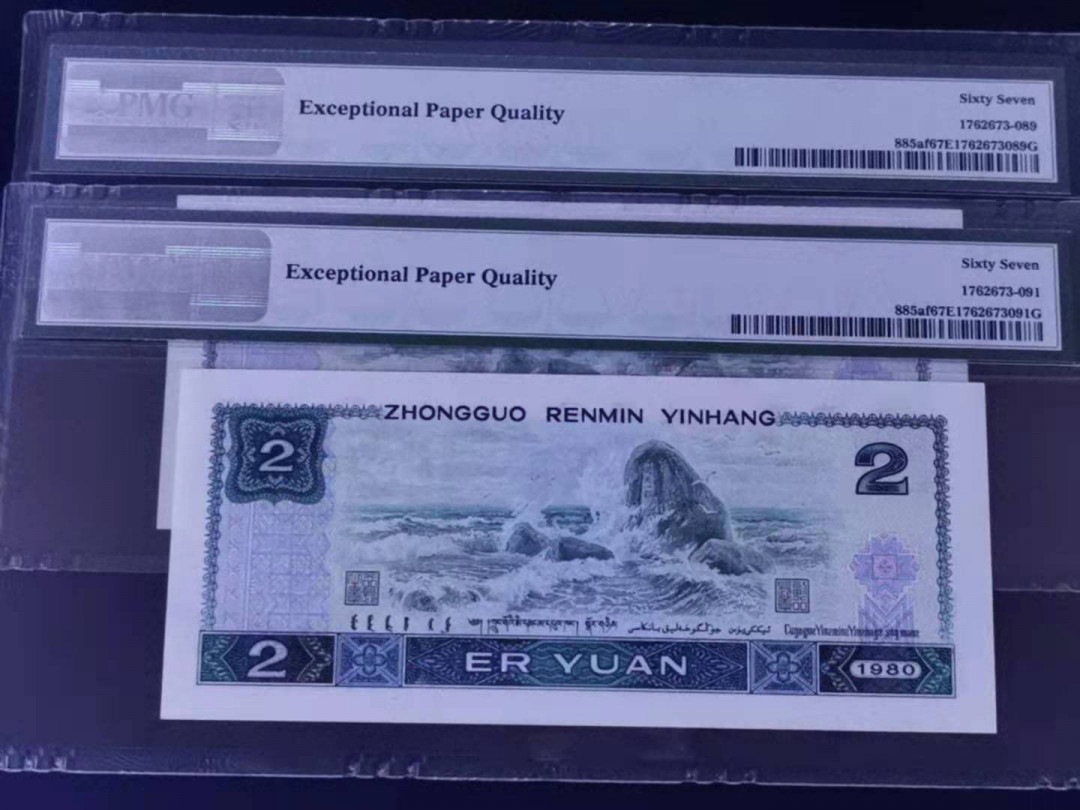 PMG
Exceptional Paper Quality
Sixty Seven
1762673-089
885af67E1762673089G
Exceptional Paper Quality
Sixty Seven
1762673-091
885af67E1762673091G
ZHONGGUO RENMIN YINHANG
2
2
2
ER YUAN
1980